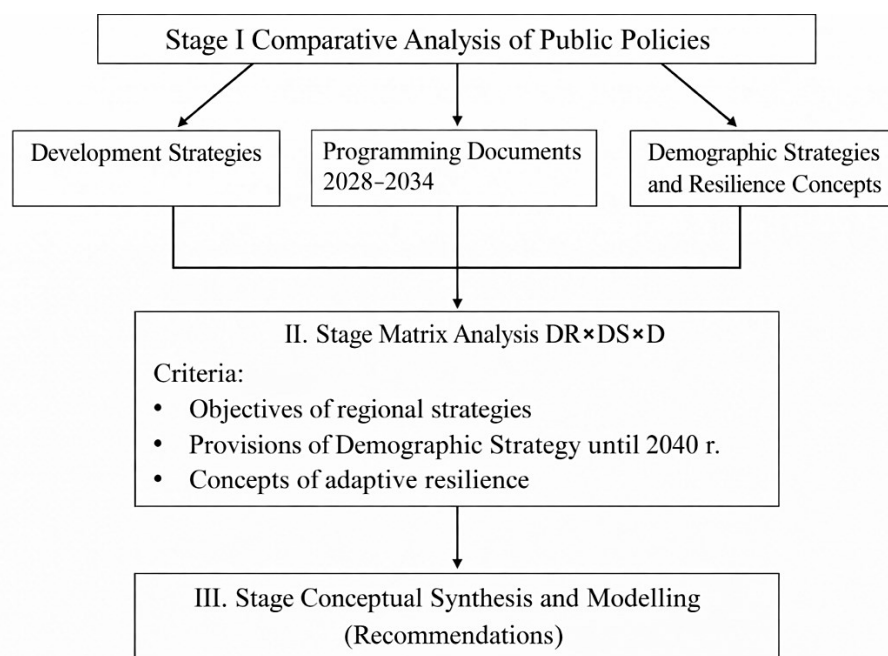 Stage I Comparative Analysis of Public Policies
Development Strategies
Programming Documents
2028–2034
Demographic Strategies
and Resilience Concepts
II. Stage Matrix Analysis DR×DS×D
Criteria:
• Objectives of regional strategies
• Provisions of Demographic Strategy until 2040 r.
• Concepts of adaptive resilience
III. Stage Conceptual Synthesis and Modelling
(Recommendations)